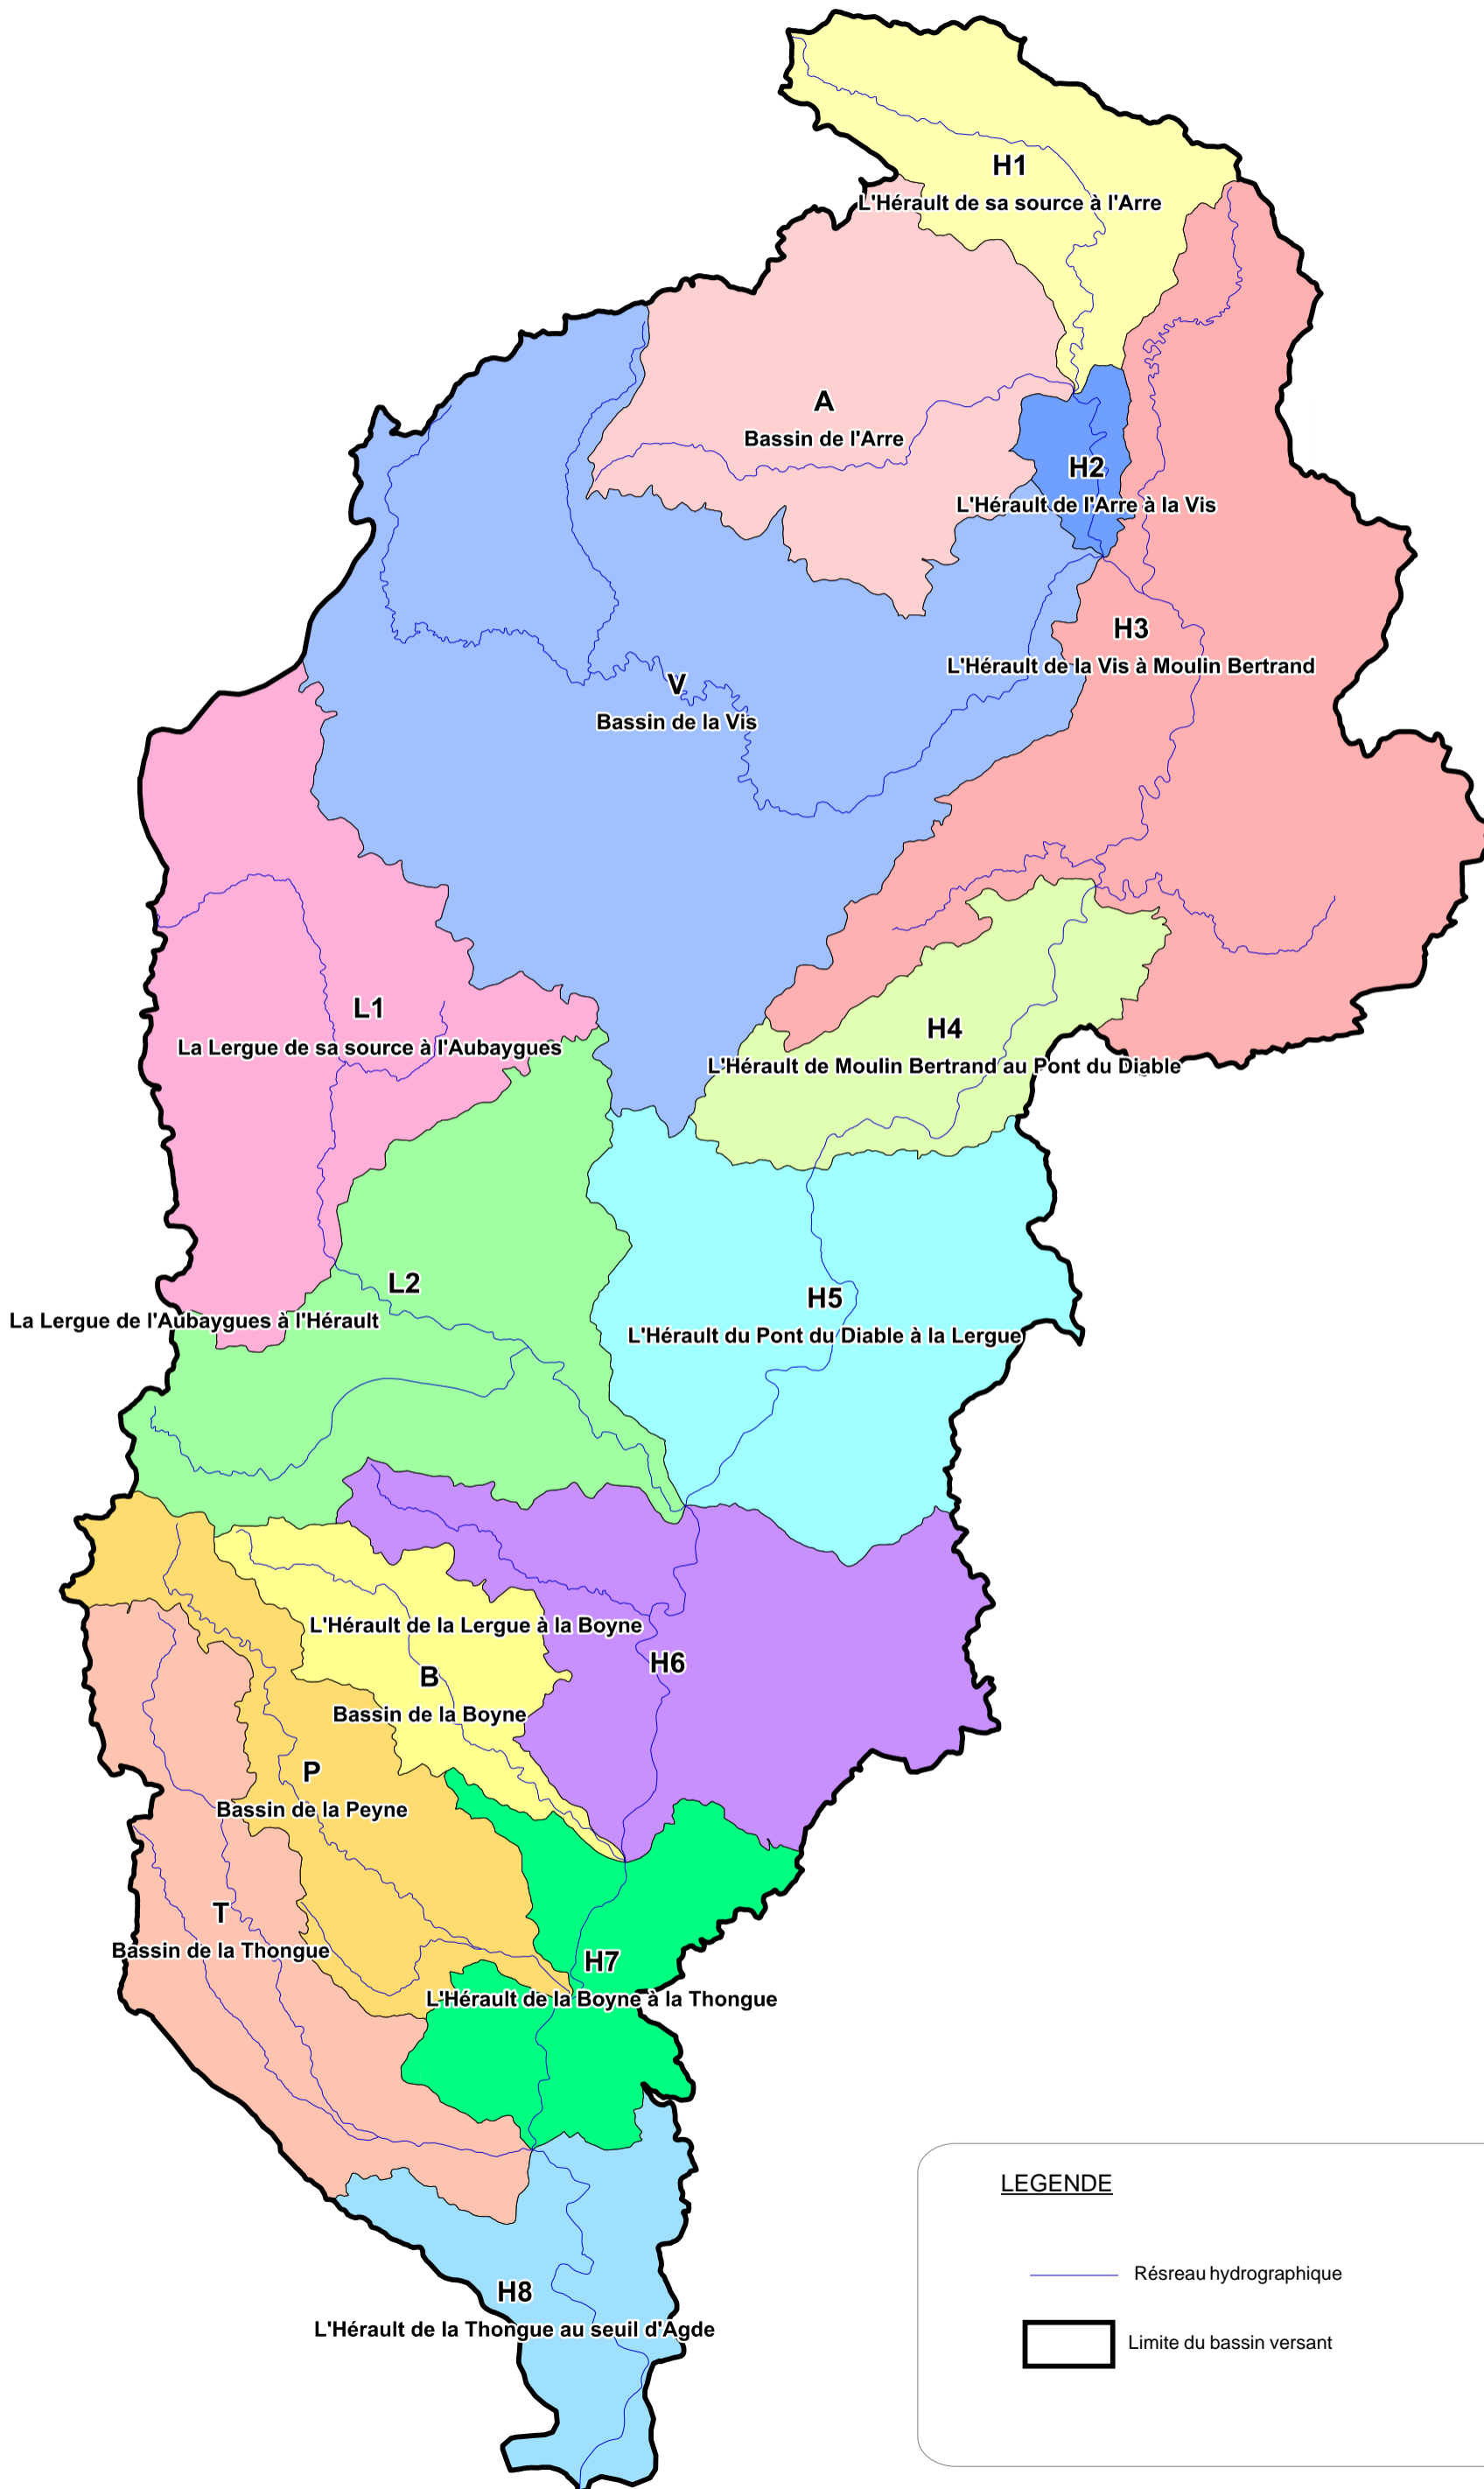 H1
L'Hérault de sa source à l'Arre
A
Bassin de l'Arre
H2
L'Hérault de l'Arre à la Vis
H3
L'Hérault de la Vis à Moulin Bertrand
V
Bassin de la Vis
L1
La Lergue de sa source à l'Aubaygues
H4
L'Hérault de Moulin Bertrand au Pont du Diable
L2
La Lergue de l'Aubaygues à l'Hérault
H5
L'Hérault du Pont du Diable à la Lergue
L'Hérault de la Lergue à la Boyne
H6
B
Bassin de la Boyne
P
Bassin de la Peyne
T
Bassin de la Thongue
H7
L'Hérault de la Boyne à la Thongue
H8
L'Hérault de la Thongue au seuil d'Agde
LEGENDE
Résreau hydrographique
Limite du bassin versant